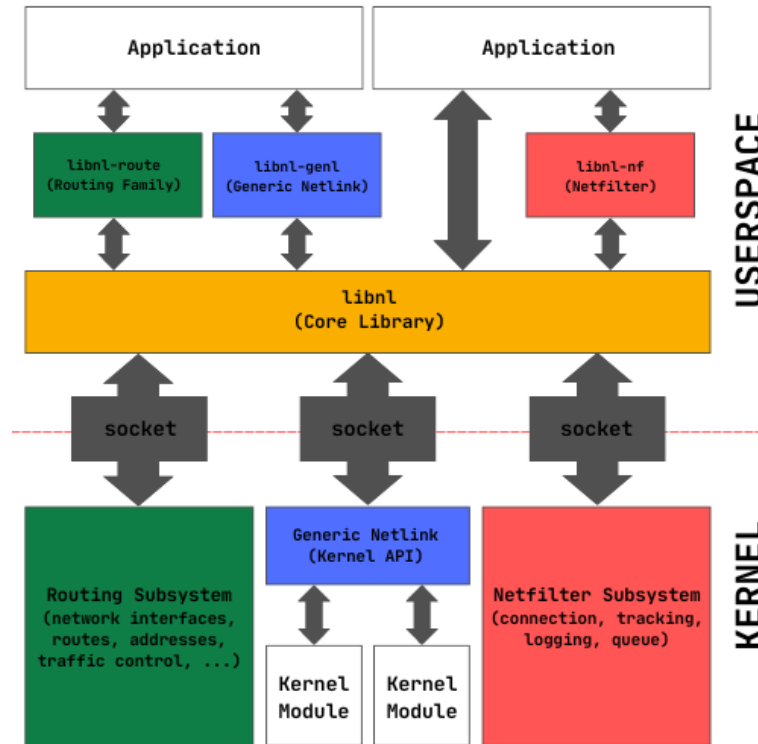 Application
Application
USERSPACE
libnl-route
(Routing Family)
libnl-genl
(Generic Netlink)
libnl-nf
(Netfilter)
libnl
(Core Library)
socket
socket
socket
KERNEL
Routing Subsystem
(network interfaces,
routes, addresses,
traffic control, ...)
Generic Netlink
(Kernel API)
Kernel
Module
Kernel
Module
Netfilter Subsystem
(connection, tracking,
logging, queue)